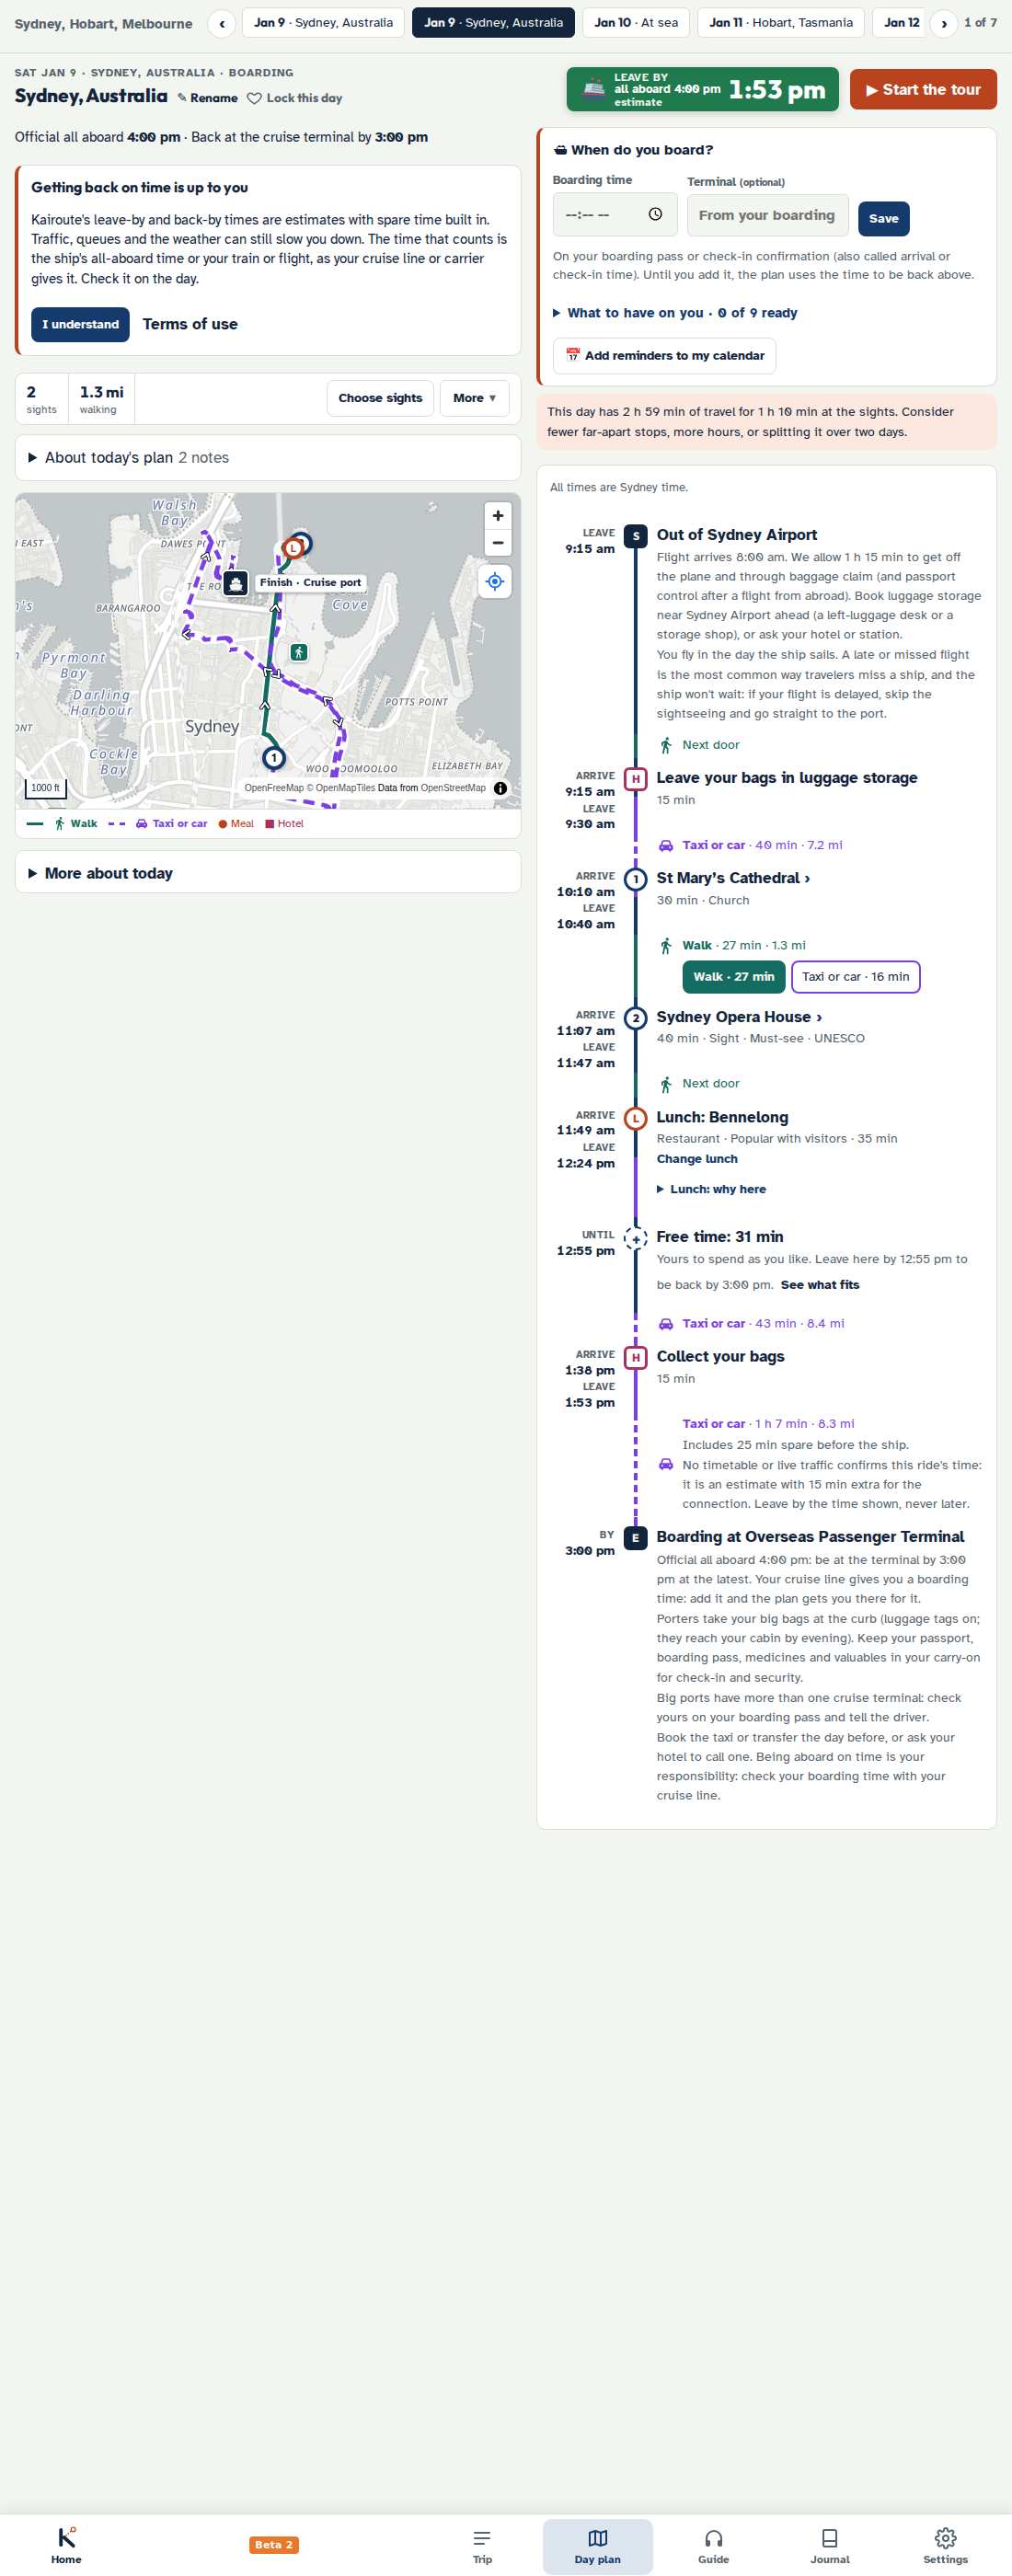 Sydney, Hobart, Melbourne
‹
Jan 9 · Sydney, Australia
Jan 9 · Sydney, Australia
Jan 10 · At sea
Jan 11 · Hobart, Tasmania
Jan 12
›
1 of 7
SAT JAN 9 · SYDNEY, AUSTRALIA · BOARDING
Sydney, Australia
✎ Rename
Lock this day
LEAVE BY
all aboard 4:00 pm
estimate
1:53 pm
▶ Start the tour
Official all aboard 4:00 pm · Back at the cruise terminal by 3:00 pm
Getting back on time is up to you
Kairoute's leave-by and back-by times are estimates with spare time built in.
Traffic, queues and the weather can still slow you down. The time that counts is
the ship's all-aboard time or your train or flight, as your cruise line or carrier
gives it. Check it on the day.
I understand
Terms of use
2
sights
1.3 mi
walking
Choose sights
More ▼
▶ About today's plan 2 notes
Walsh
Bay
I EAST
DAWES POINT
THE RO
Finish · Cruise port
Cove
BARANGAROO
n's
Pyrmont
Bay
Darling
Harbour
POTTS POINT
ONT
Sydney
Cockle
Bay
WOO
OOMOOLOO
ELIZABETH BAY
L
1
+
−
1000 ft
OpenFreeMap © OpenMapTiles Data from OpenStreetMap
Walk
Taxi or car
Meal
Hotel
▶ More about today
When do you board?
Boarding time
Terminal (optional)
--:-- --
From your boarding
Save
On your boarding pass or check-in confirmation (also called arrival or
check-in time). Until you add it, the plan uses the time to be back above.
▶ What to have on you · 0 of 9 ready
Add reminders to my calendar
This day has 2 h 59 min of travel for 1 h 10 min at the sights. Consider
fewer far-apart stops, more hours, or splitting it over two days.
All times are Sydney time.
LEAVE
9:15 am
S
Out of Sydney Airport
Flight arrives 8:00 am. We allow 1 h 15 min to get off
the plane and through baggage claim (and passport
control after a flight from abroad). Book luggage storage
near Sydney Airport ahead (a left-luggage desk or a
storage shop), or ask your hotel or station.
You fly in the day the ship sails. A late or missed flight
is the most common way travelers miss a ship, and the
ship won't wait: if your flight is delayed, skip the
sightseeing and go straight to the port.
Next door
ARRIVE
9:15 am
LEAVE
9:30 am
H
Leave your bags in luggage storage
15 min
Taxi or car · 40 min · 7.2 mi
ARRIVE
10:10 am
LEAVE
10:40 am
1
St Mary's Cathedral ›
30 min · Church
Walk · 27 min · 1.3 mi
Walk · 27 min
Taxi or car · 16 min
ARRIVE
11:07 am
LEAVE
11:47 am
2
Sydney Opera House ›
40 min · Sight · Must-see · UNESCO
Next door
ARRIVE
11:49 am
LEAVE
12:24 pm
L
Lunch: Bennelong
Restaurant · Popular with visitors · 35 min
Change lunch
▶ Lunch: why here
UNTIL
12:55 pm
+
Free time: 31 min
Yours to spend as you like. Leave here by 12:55 pm to
be back by 3:00 pm. See what fits
Taxi or car · 43 min · 8.4 mi
ARRIVE
1:38 pm
LEAVE
1:53 pm
H
Collect your bags
15 min
Taxi or car · 1 h 7 min · 8.3 mi
Includes 25 min spare before the ship.
No timetable or live traffic confirms this ride's time:
it is an estimate with 15 min extra for the
connection. Leave by the time shown, never later.
BY
3:00 pm
E
Boarding at Overseas Passenger Terminal
Official all aboard 4:00 pm: be at the terminal by 3:00
pm at the latest. Your cruise line gives you a boarding
time: add it and the plan gets you there for it.
Porters take your big bags at the curb (luggage tags on;
they reach your cabin by evening). Keep your passport,
boarding pass, medicines and valuables in your carry-on
for check-in and security.
Big ports have more than one cruise terminal: check
yours on your boarding pass and tell the driver.
Book the taxi or transfer the day before, or ask your
hotel to call one. Being aboard on time is your
responsibility: check your boarding time with your
cruise line.
Home
Beta 2
Trip
Day plan
Guide
Journal
Settings